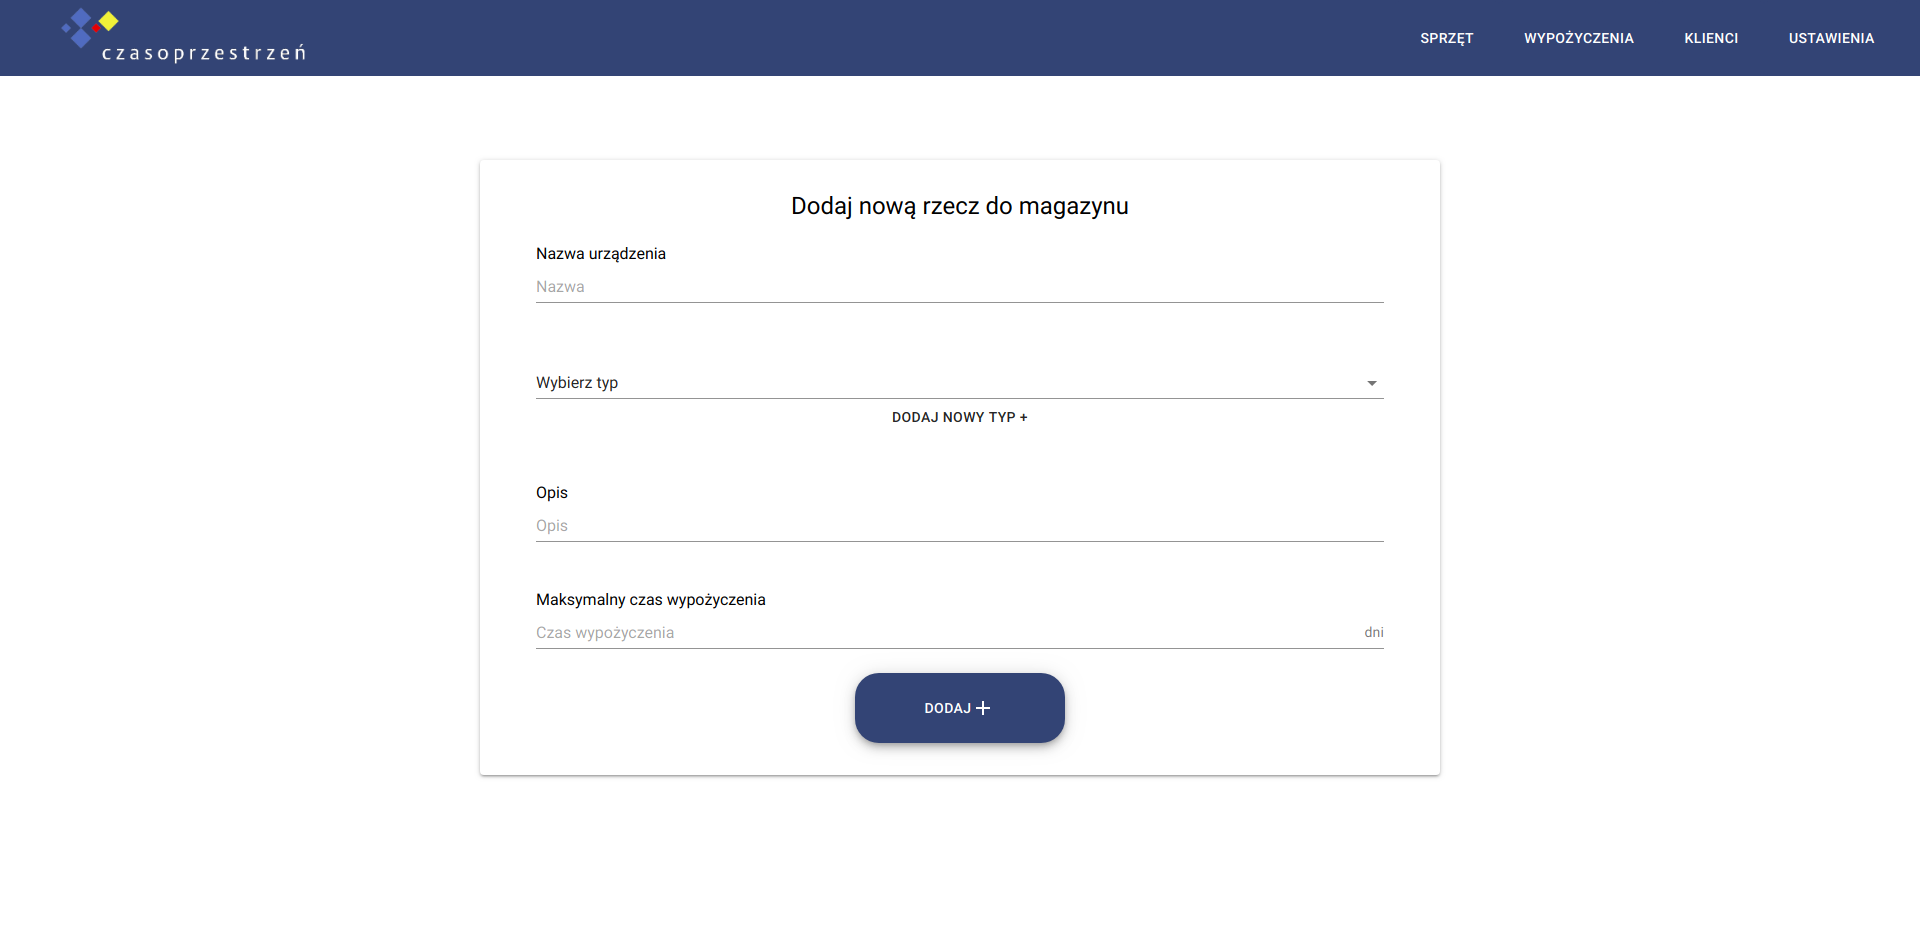 czasoprzestrzeń
SPRZĘT WYPOŻYCZENIA KLIENCI USTAWIENIA
Dodaj nową rzecz do magazynu
Nazwa urządzenia
Nazwa
Wybierz typ
DODAJ NOWY TYP +
Opis
Opis
Maksymalny czas wypożyczenia
Czas wypożyczenia dni
DODAJ +